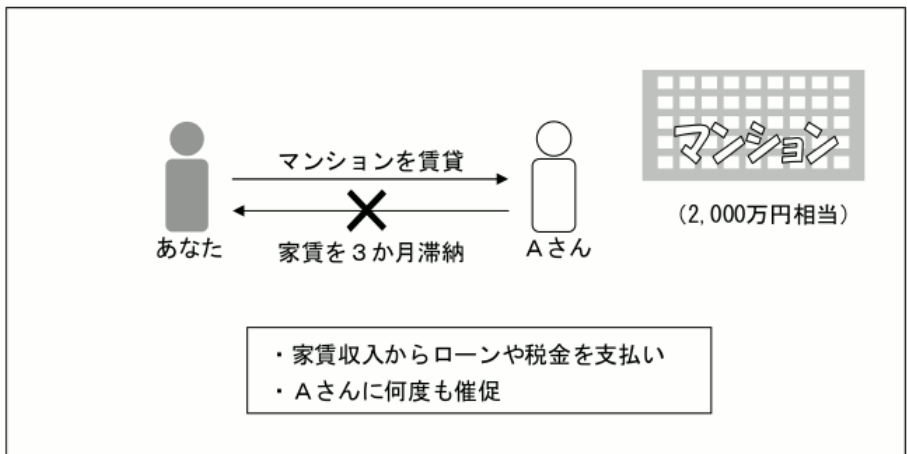 マンション
マンションを賃貸
(2,000万円相当)
あなた
家賃を3か月滞納
Aさん
・家賃収入からローンや税金を支払い
・Aさんに何度も催促